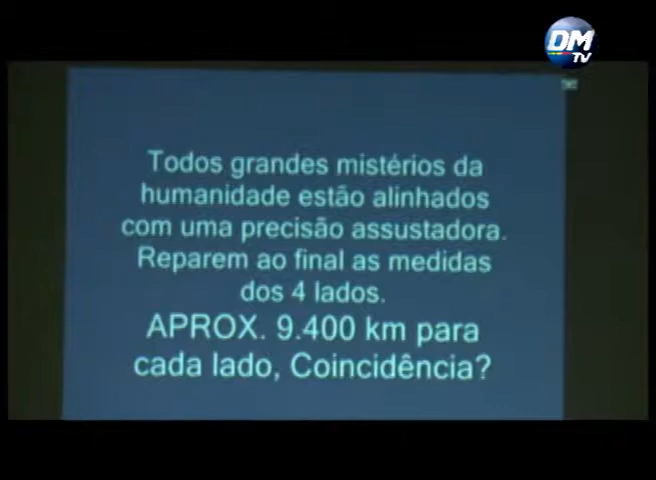 DM
TV
Todos grandes mistérios da
humanidade estão alinhados
com uma precisão assustadora.
Reparem ao final as medidas
dos 4 lados.
APROX. 9.400 km para
cada lado, Coincidência?